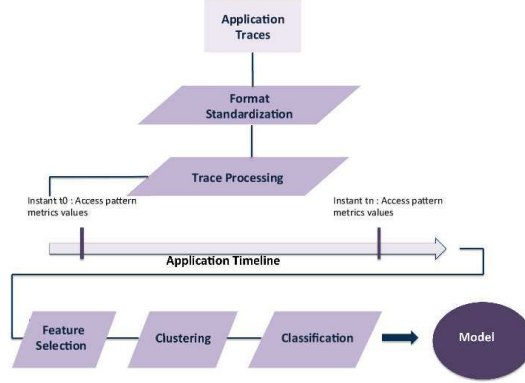 Application
Traces
Format
Standardization
Trace Processing
Instant t0 : Access pattern
metrics values
Instant tn : Access pattern
metrics values
Application Timeline
Feature
Selection
Clustering
Classification
Model